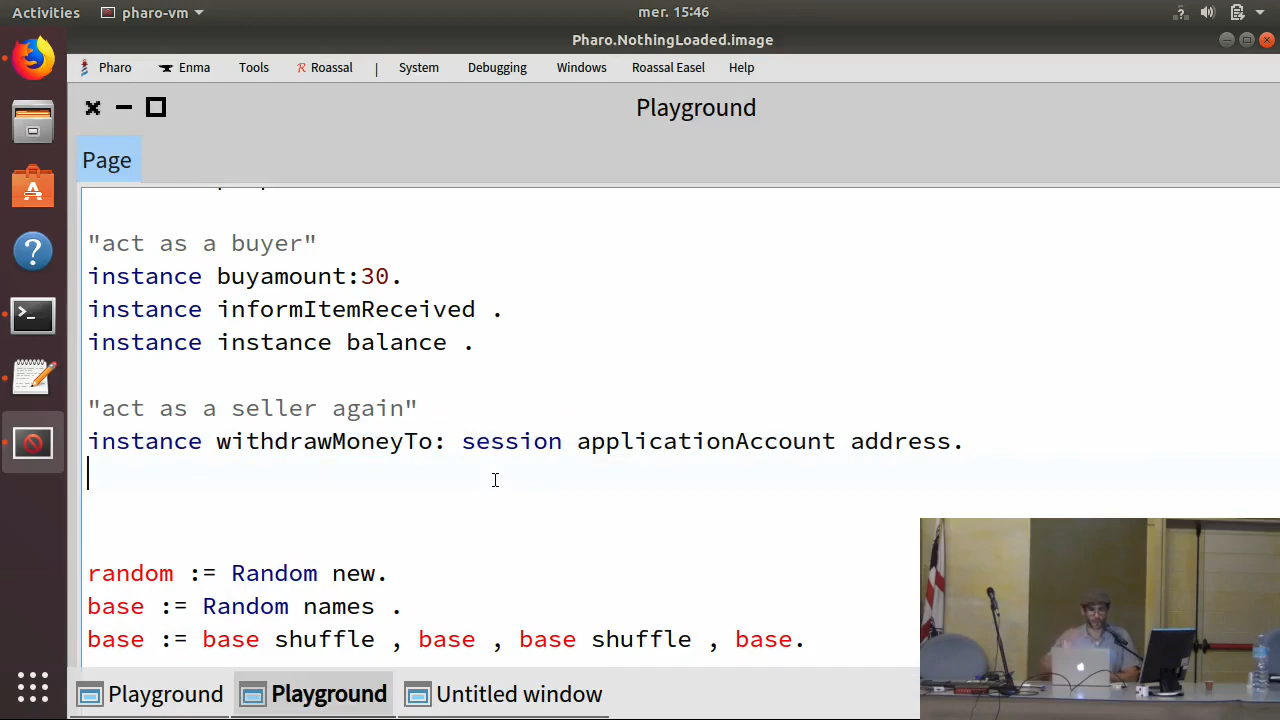 Activities pharo-vm mer. 15:46
Pharo.NothingLoaded.image
Pharo Enma Tools Roassal | System Debugging Windows Roassal Easel Help
Playground
Page
"act as a buyer"
instance buyamount:30.
instance informItemReceived .
instance instance balance .
"act as a seller again"
instance withdrawMoneyTo: session applicationAccount address.
random := Random new.
base := Random names .
base := base shuffle , base , base shuffle , base.
Playground Playground Untitled window